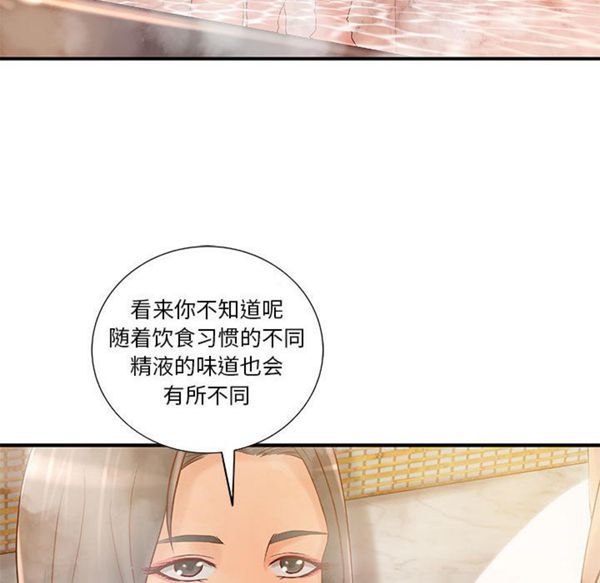 看来你不知道呢
随着饮食习惯的不同
精液的味道也会
有所不同